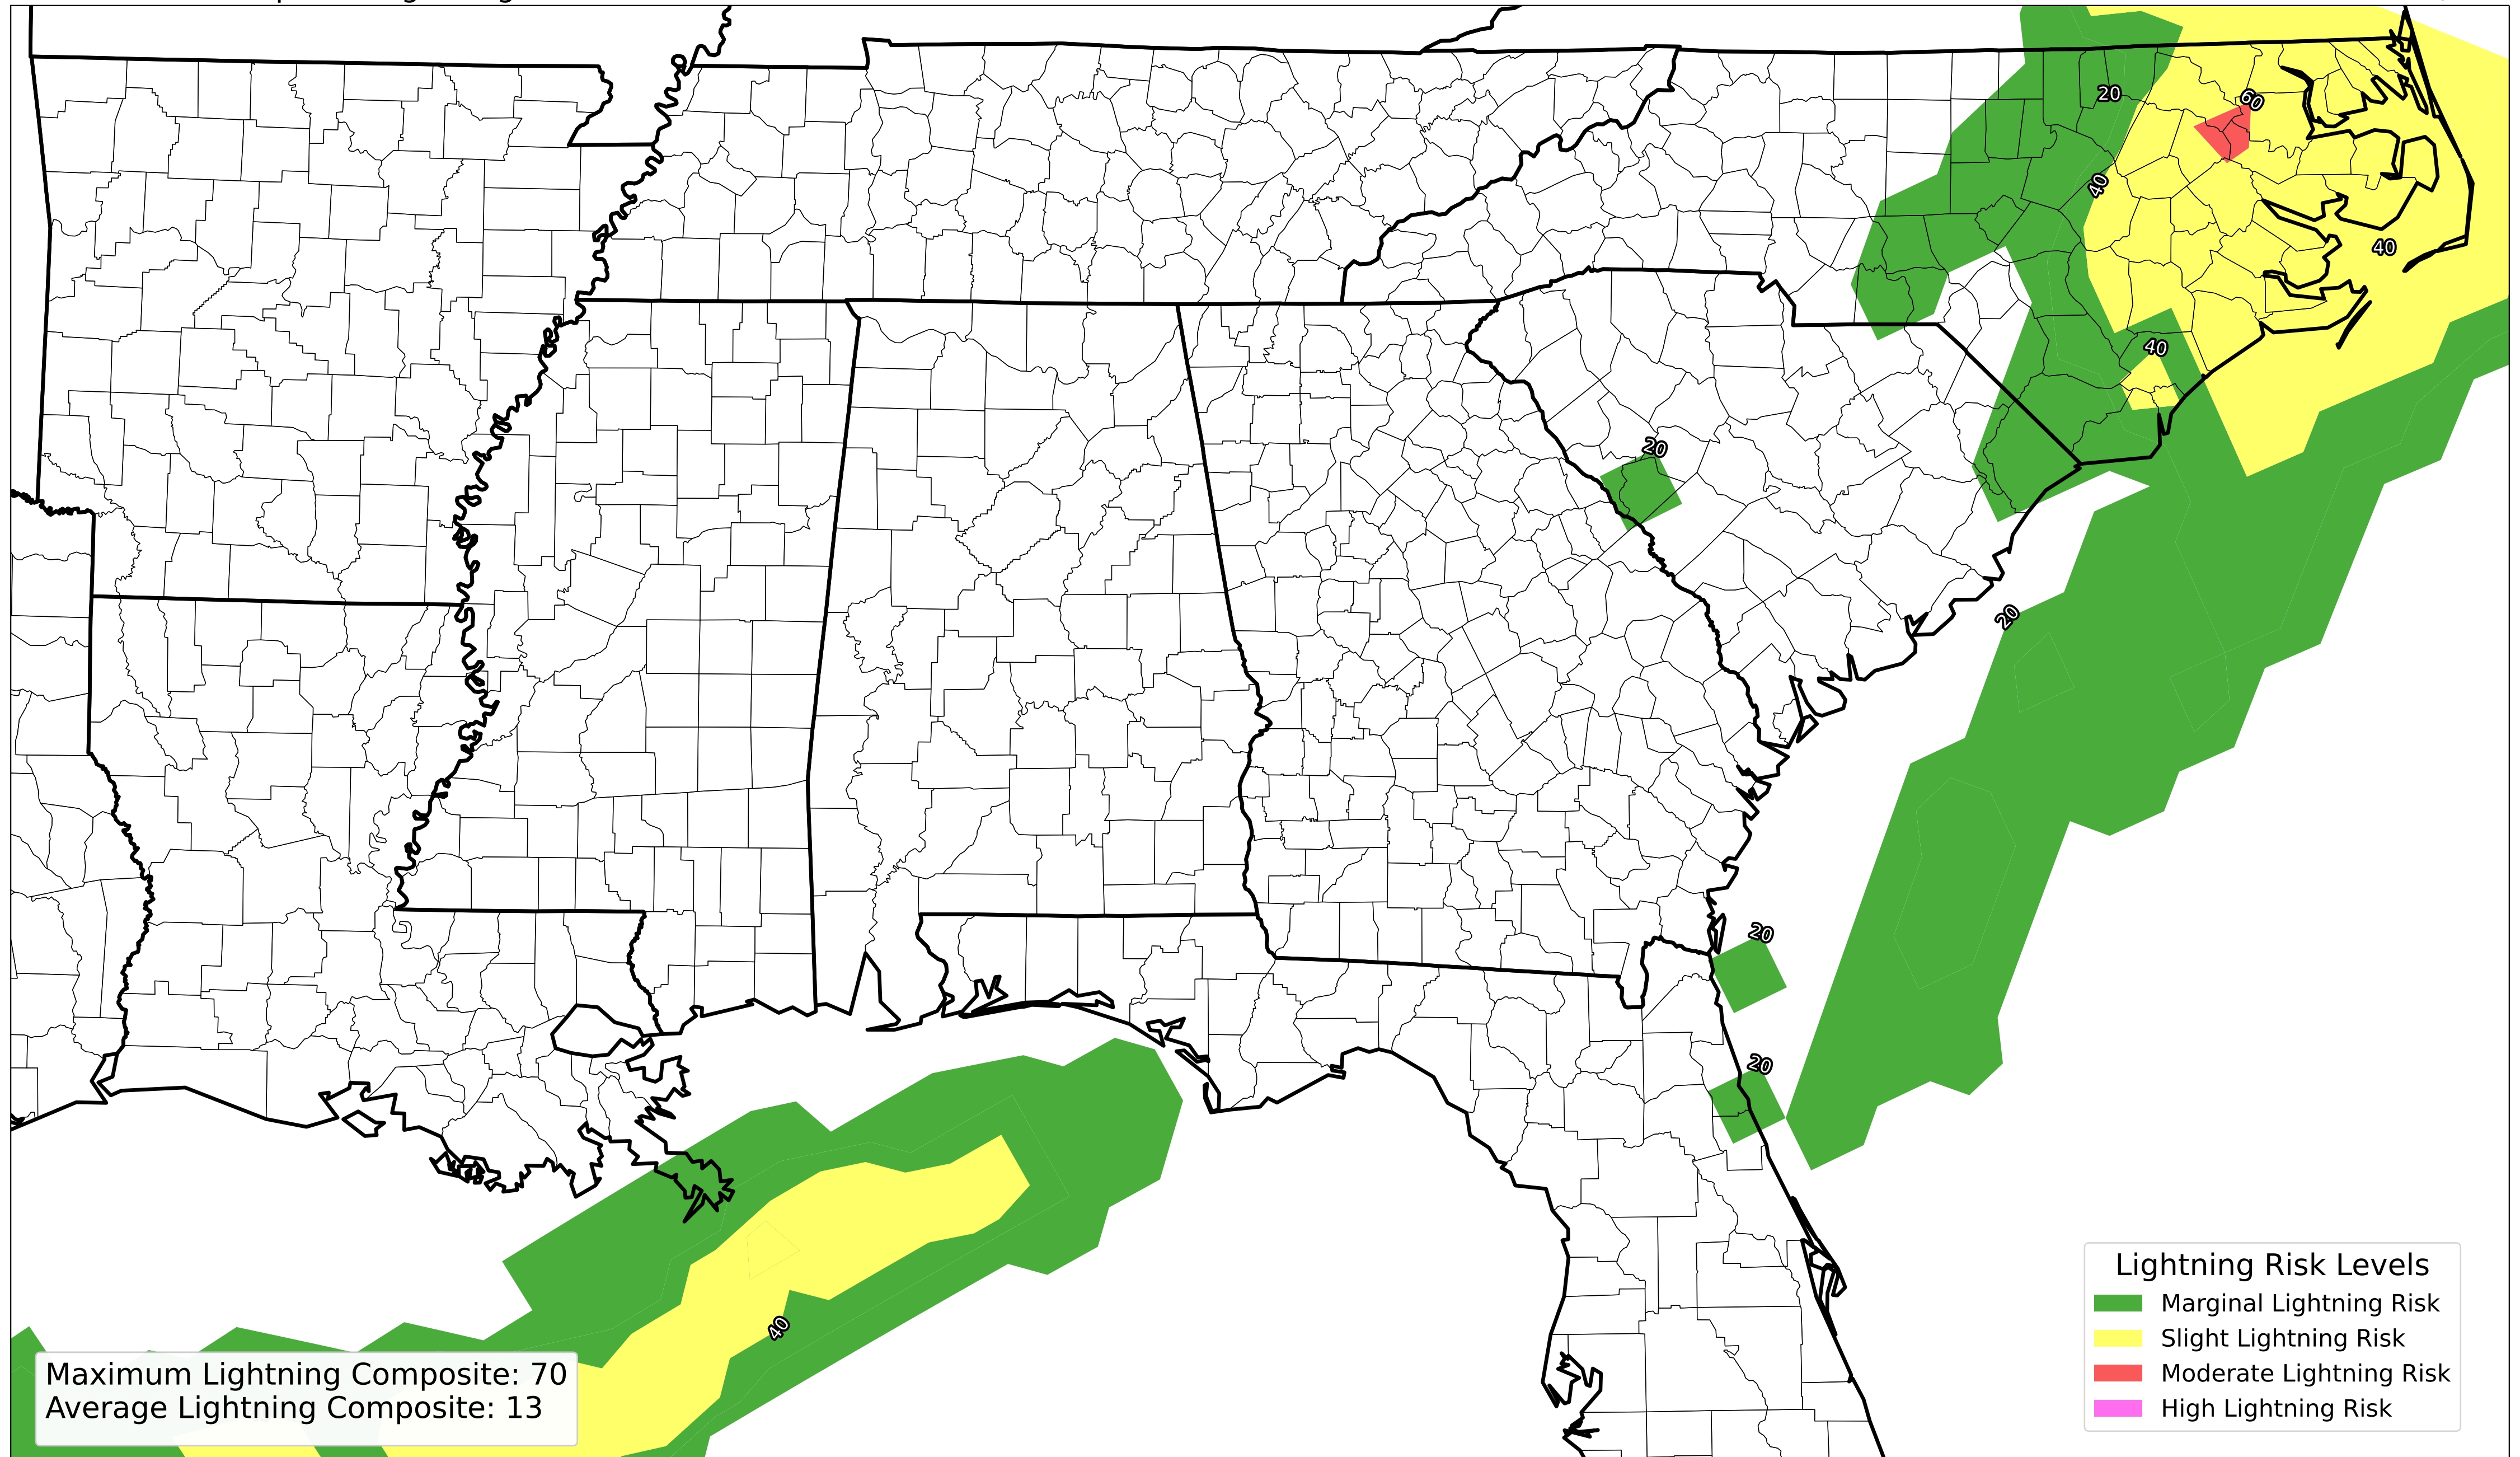 20
60
40
40
40
20
20
20
20
40
Lightning Risk Levels
Marginal Lightning Risk
Slight Lightning Risk
Moderate Lightning Risk
High Lightning Risk
Maximum Lightning Composite: 70
Average Lightning Composite: 13